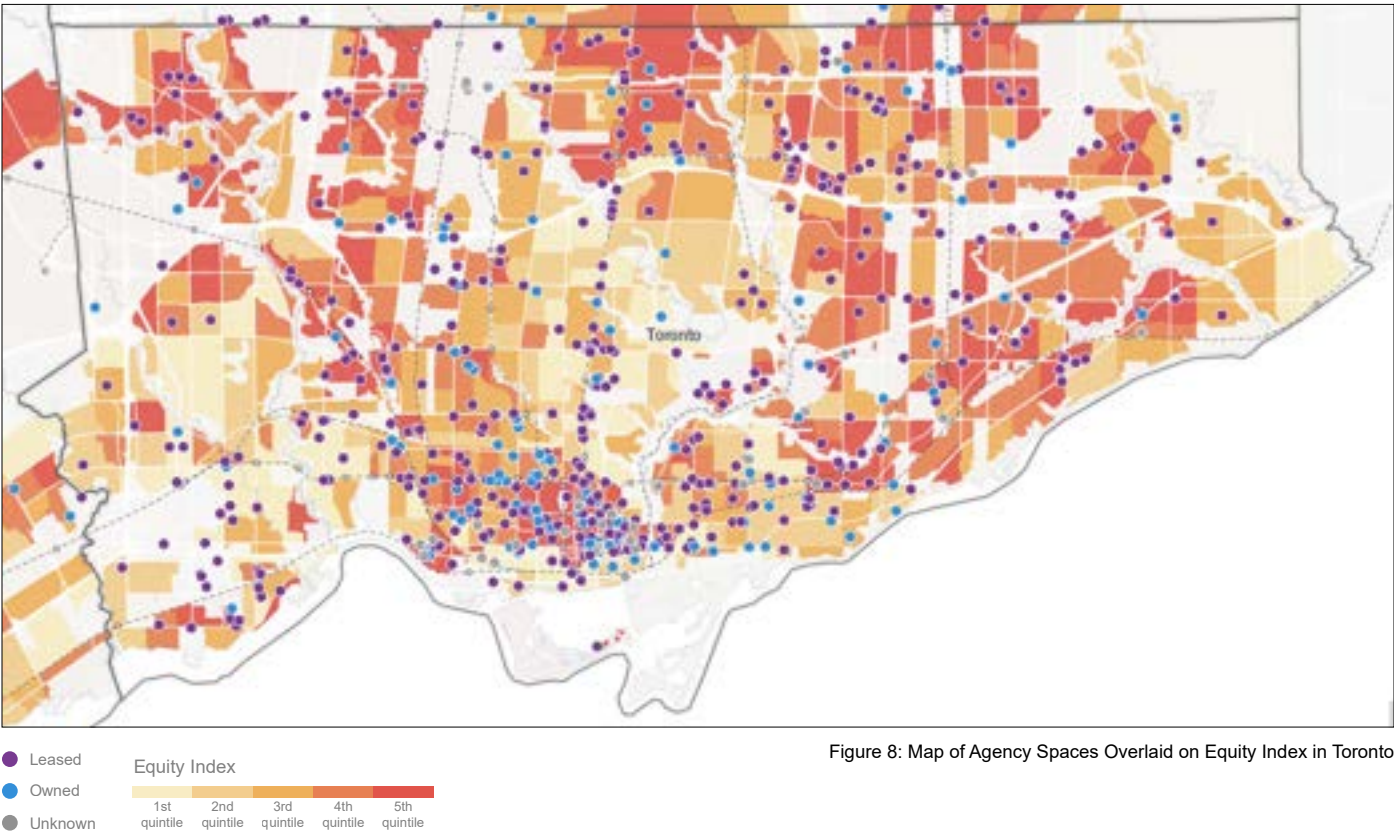 Toronto
Figure 8: Map of Agency Spaces Overlaid on Equity Index in Toronto
Leased
Owned
Unknown
Equity Index
1st quintile
2nd quintile
3rd quintile
4th quintile
5th quintile